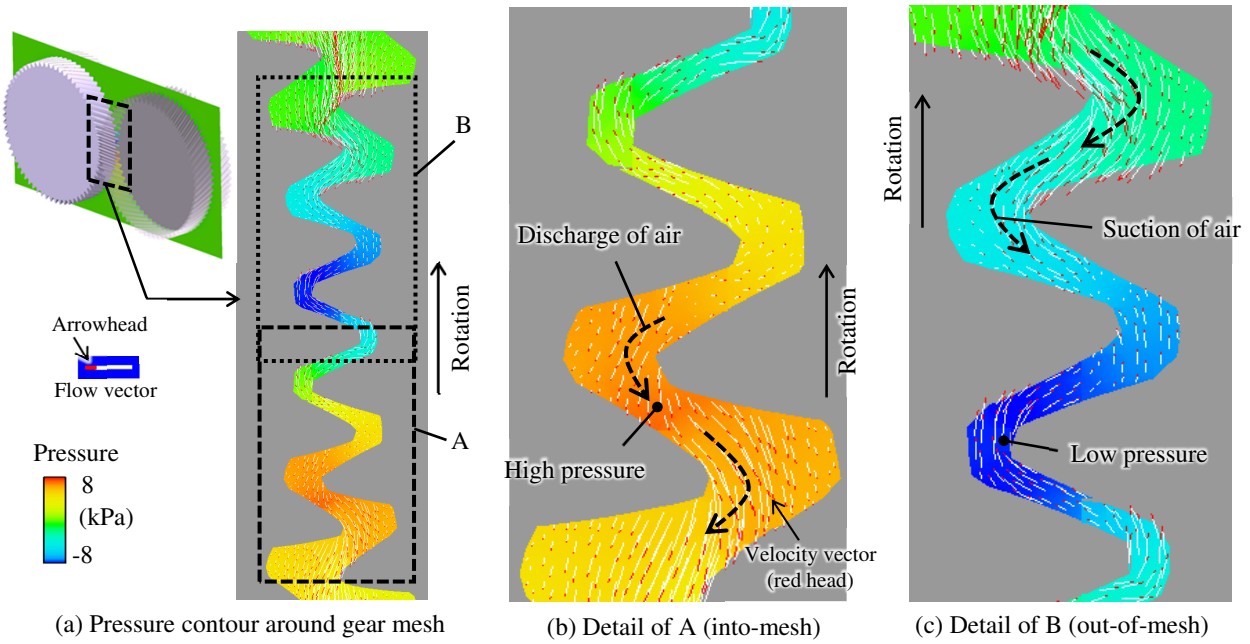 B
Rotation
A
Arrowhead
Flow vector
Pressure
8
(kPa)
-8
(a) Pressure contour around gear mesh
Discharge of air
Rotation
High pressure
Velocity vector
(red head)
(b) Detail of A (into-mesh)
Rotation
Suction of air
Low pressure
(c) Detail of B (out-of-mesh)